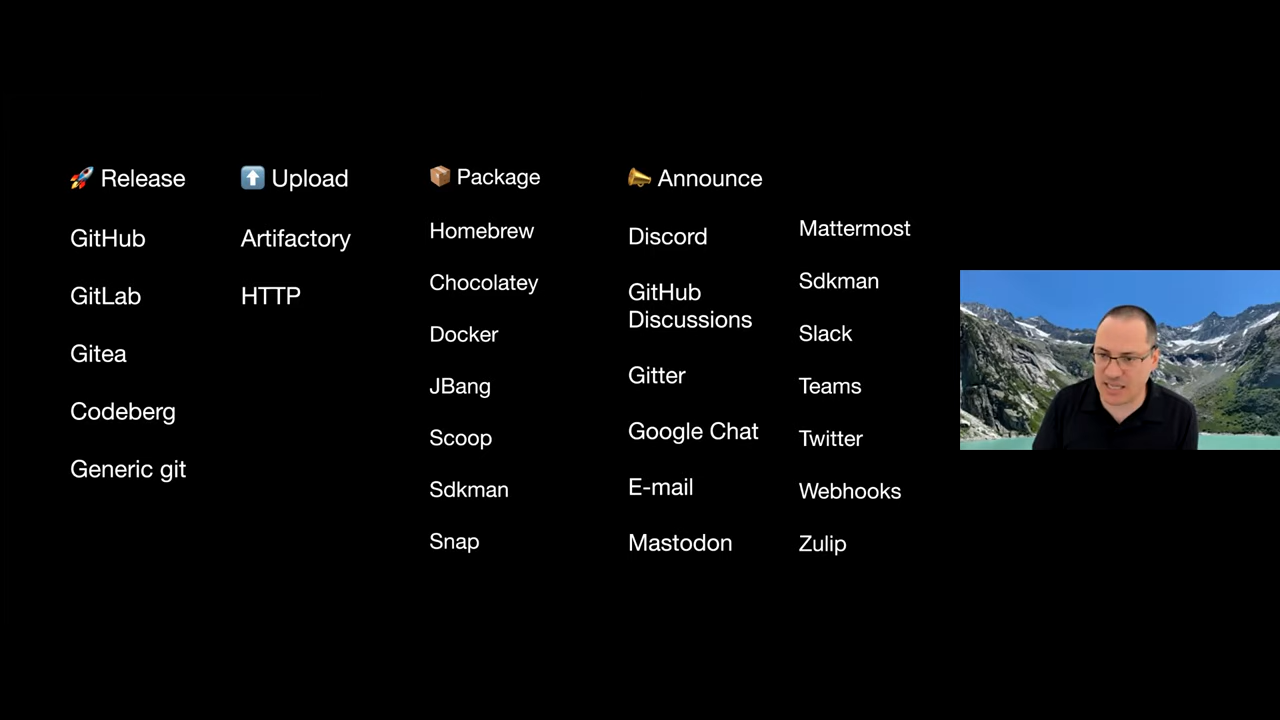 🚀 Release
GitHub
GitLab
Gitea
Codeberg
Generic git
⬆️ Upload
Artifactory
HTTP
📦 Package
Homebrew
Chocolatey
Docker
JBang
Scoop
Sdkman
Snap
📣 Announce
Discord
GitHub
Discussions
Gitter
Google Chat
E-mail
Mastodon
Mattermost
Sdkman
Slack
Teams
Twitter
Webhooks
Zulip